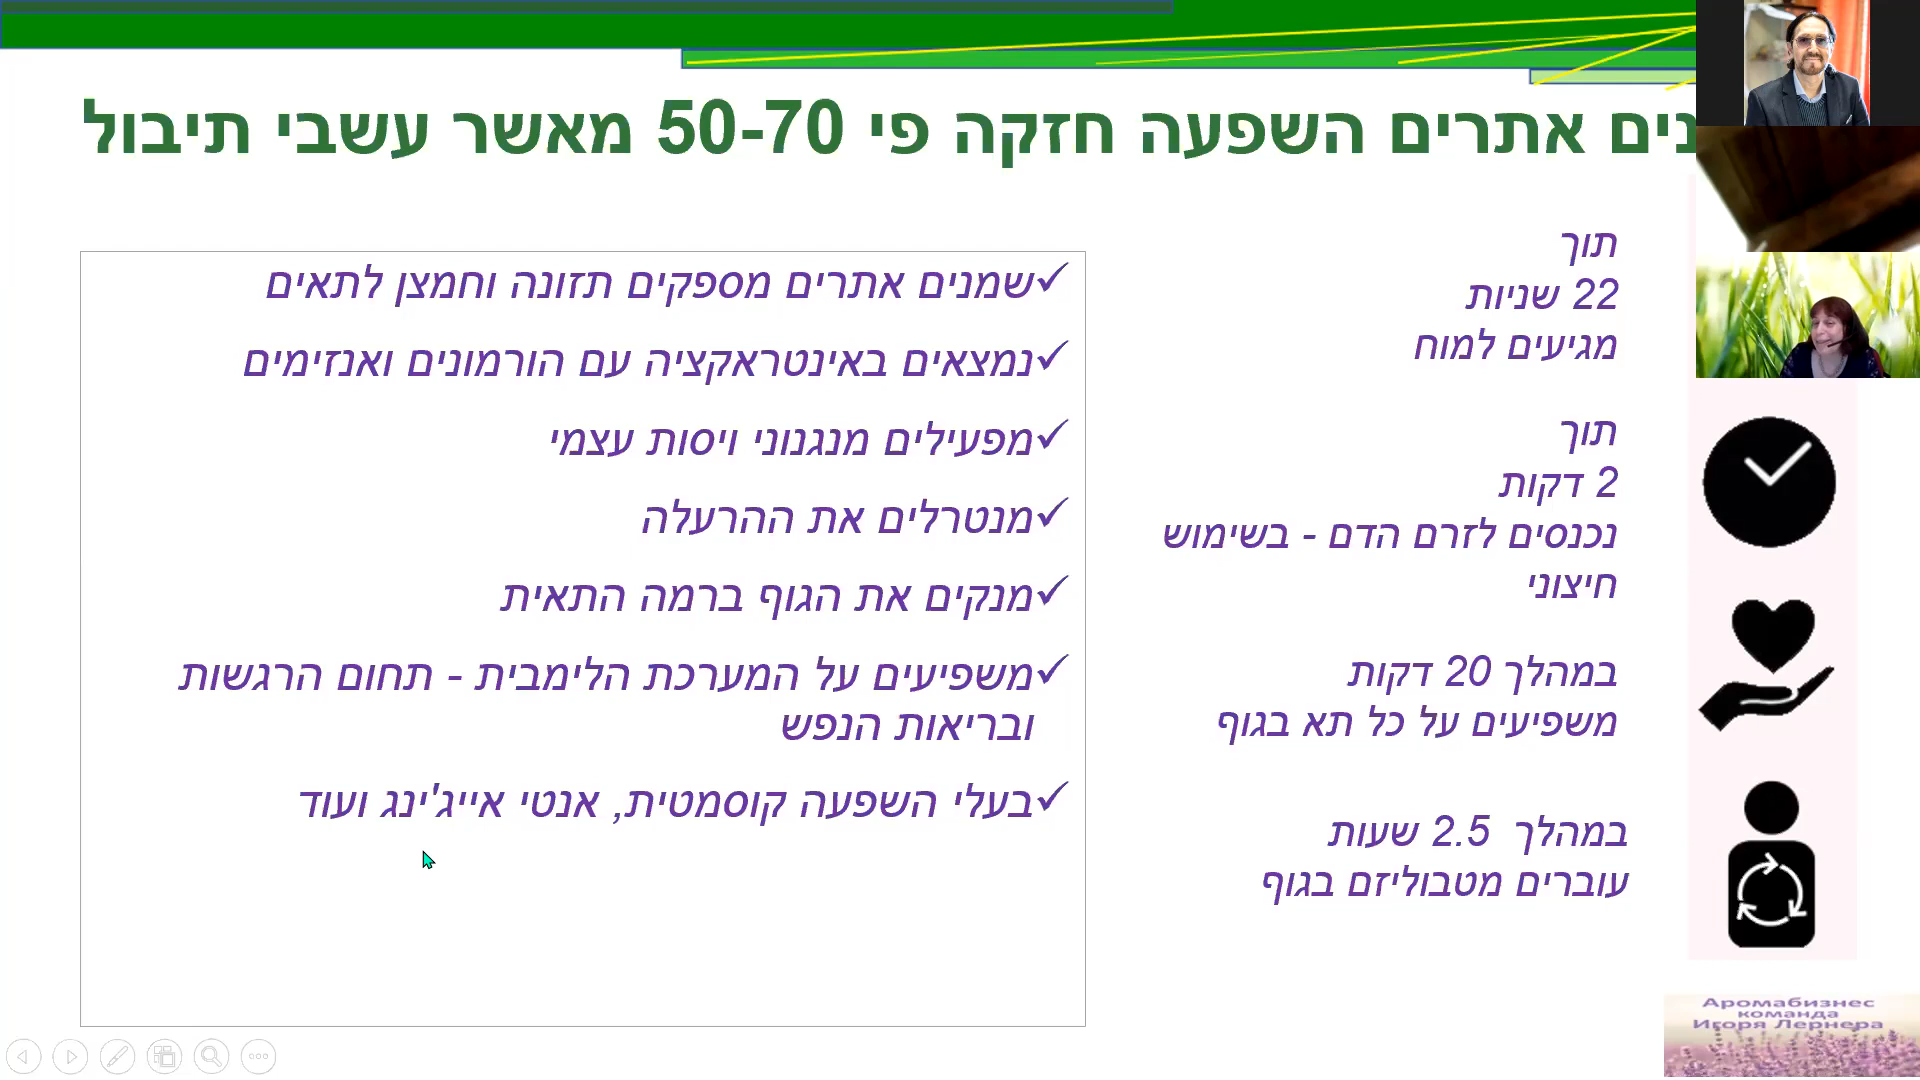 אתרים השפעה חזקה פי 50-70 מאשר עשבי תיבול
תוך
22 שניות
מגיעים למוח
תוך
2 דקות
נכנסים לזרם הדם - בשימוש
חיצוני
במהלך 20 דקות
משפיעים על כל תא בגוף
במהלך 2.5 שעות
עוברים מטבוליזם בגוף
✓שמנים אתרים מספקים תזונה וחמצן לתאים
✓נמצאים באינטראקציה עם הורמונים ואנזימים
✓מפעילים מנגנוני ויסות עצמי
✓מנטרלים את ההרעלה
✓מנקים את הגוף ברמה התאית
✓משפיעים על המערכת הלימבית - תחום הרגשות
ובריאות הנפש
✓בעלי השפעה קוסמטית, אנטי אייג'ינג ועוד
Аромабизнес
команда
Игоря Лернера